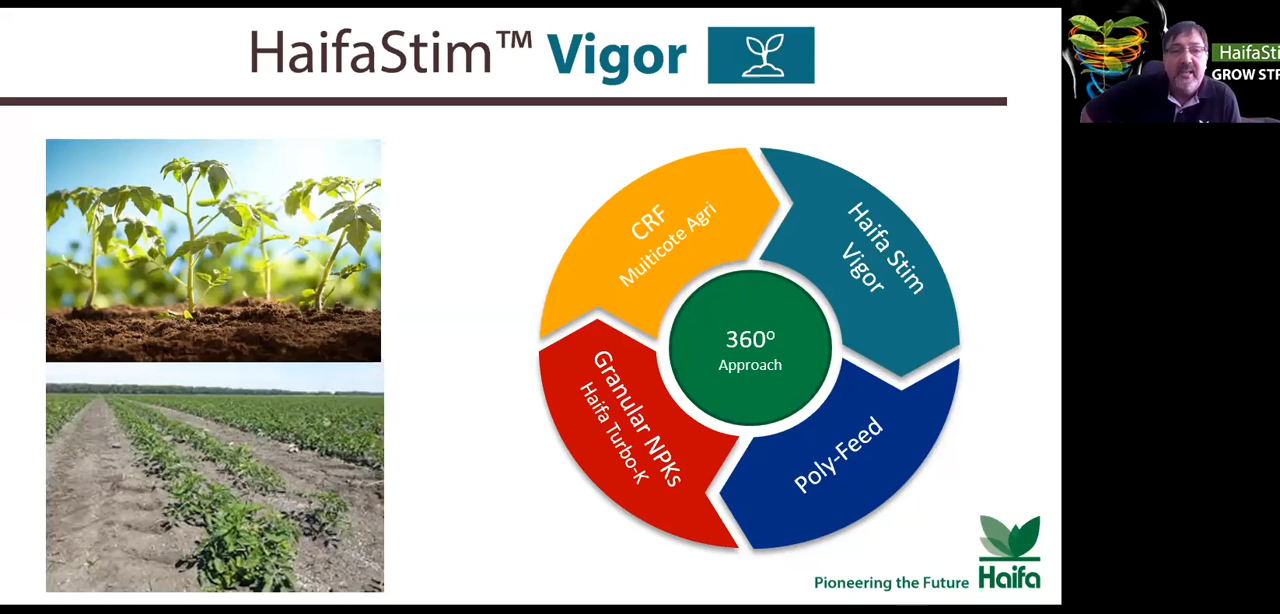 HaifaStim™ Vigor
CRF
Multicote Agri
Haifa Stim
Vigor
360º
Approach
Granular NPKs
Haifa Turbo-K
Poly-Feed
Pioneering the Future
Haifa
HaifaSti
GROW STR